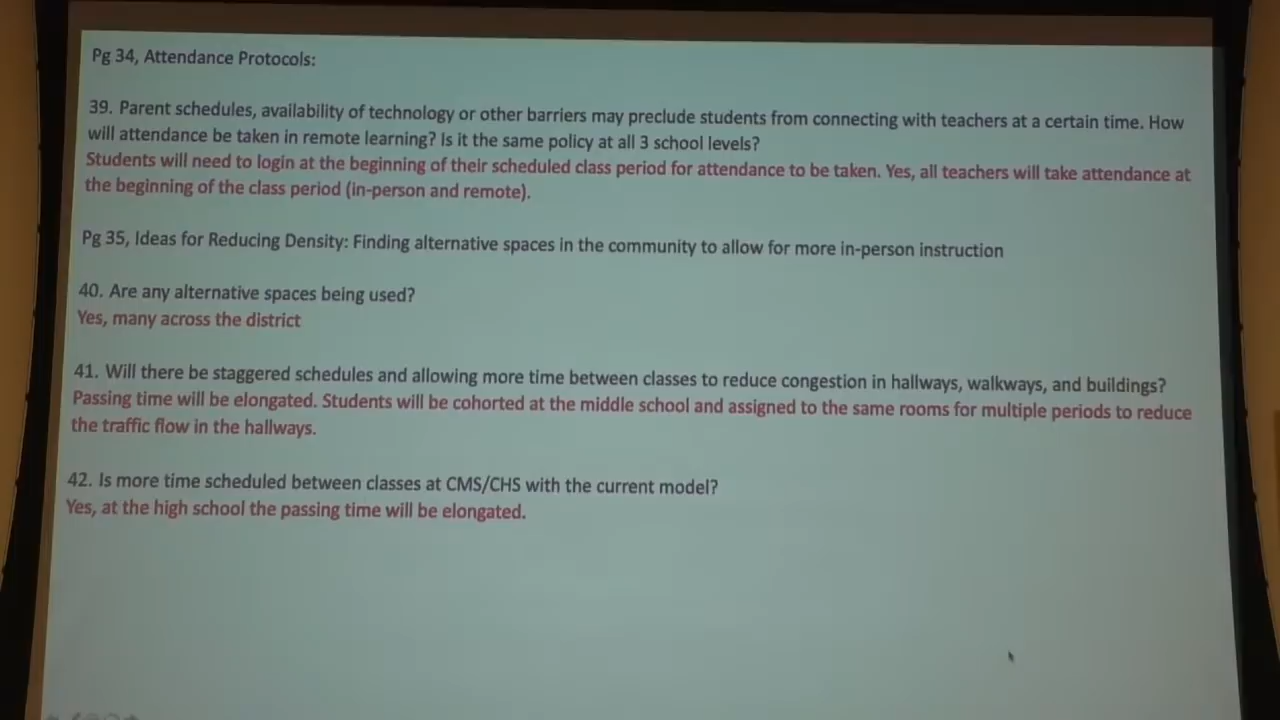 Pg 34, Attendance Protocols:
39. Parent schedules, availability of technology or other barriers may preclude students from connecting with teachers at a certain time. How
will attendance be taken in remote learning? Is it the same policy at all 3 school levels?
Students will need to login at the beginning of their scheduled class period for attendance to be taken. Yes, all teachers will take attendance at
the beginning of the class period (in-person and remote).
Pg 35, Ideas for Reducing Density: Finding alternative spaces in the community to allow for more in-person instruction
40. Are any alternative spaces being used?
Yes, many across the district
41. Will there be staggered schedules and allowing more time between classes to reduce congestion in hallways, walkways, and buildings?
Passing time will be elongated. Students will be cohorted at the middle school and assigned to the same rooms for multiple periods to reduce
the traffic flow in the hallways.
42. Is more time scheduled between classes at CMS/CHS with the current model?
Yes, at the high school the passing time will be elongated.